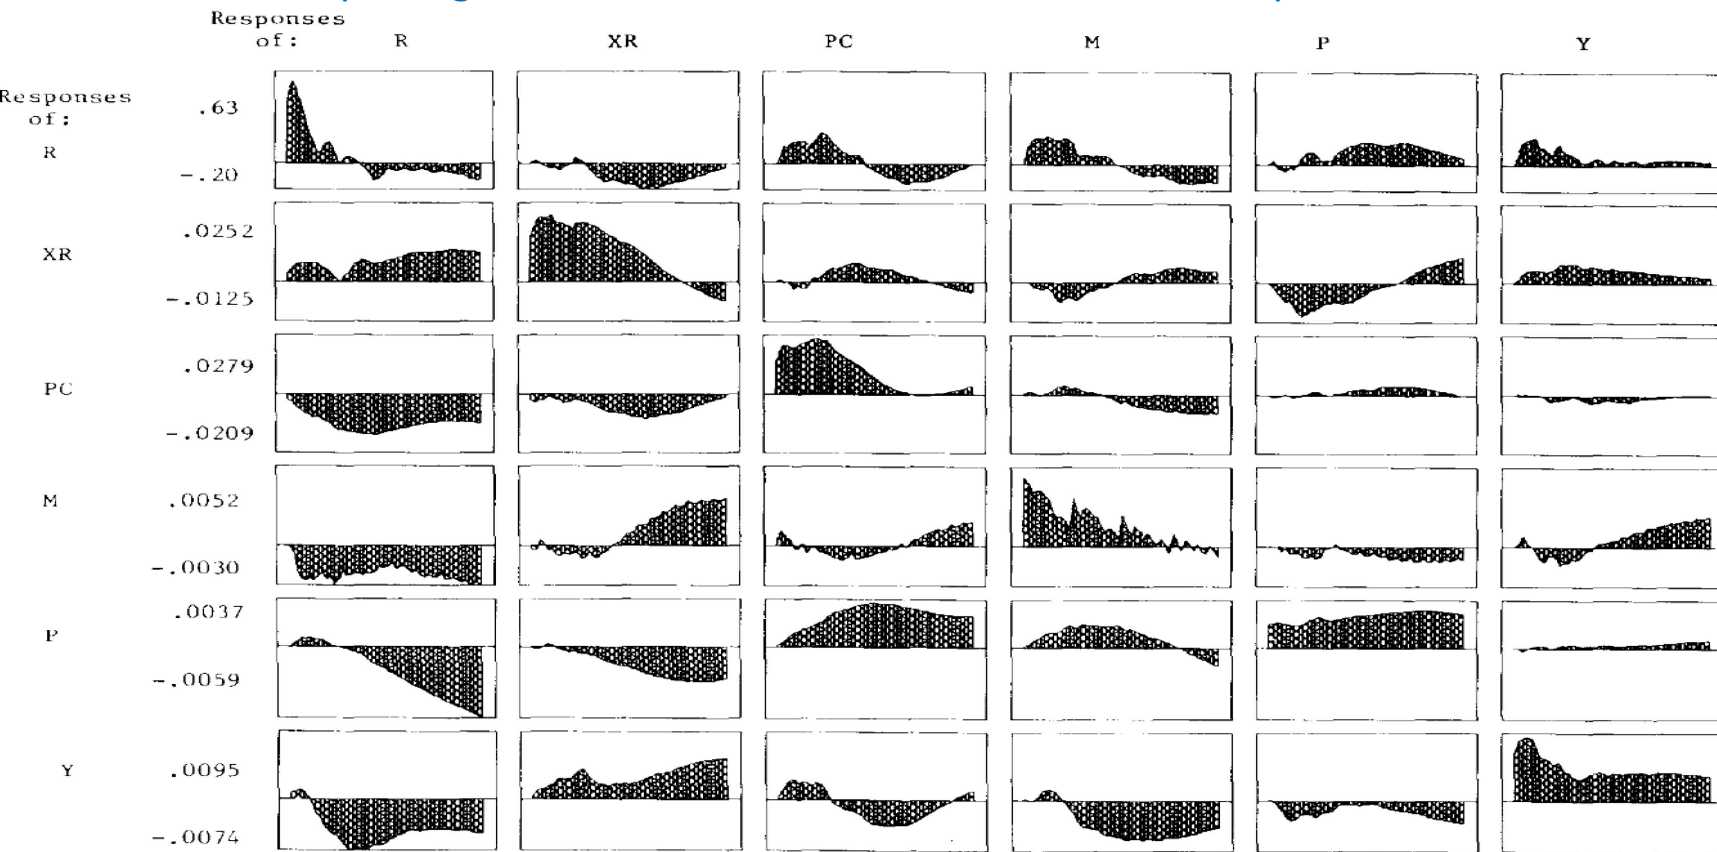 Responses
of: R XR PC M P Y
Responses
of:
.63
R
-.20
.0252
XR
-.0125
.0279
PC
-.0209
M .0052
-.0030
.0037
P
-.0059
Y .0095
-.0074